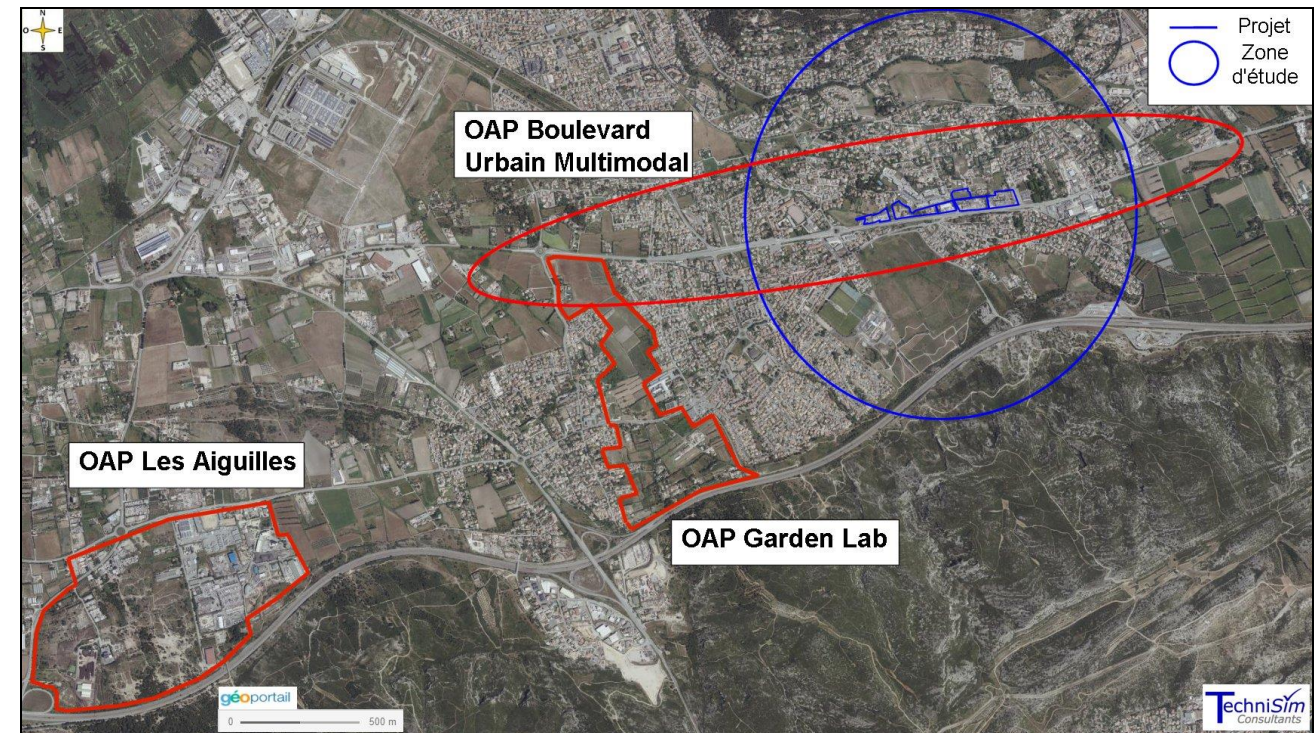 N
O E
S
Projet
Zone
d'étude
OAP Boulevard
Urbain Multimodal
OAP Les Aiguilles
OAP Garden Lab
géoportail
0 500 m
TechniSim
Consultants